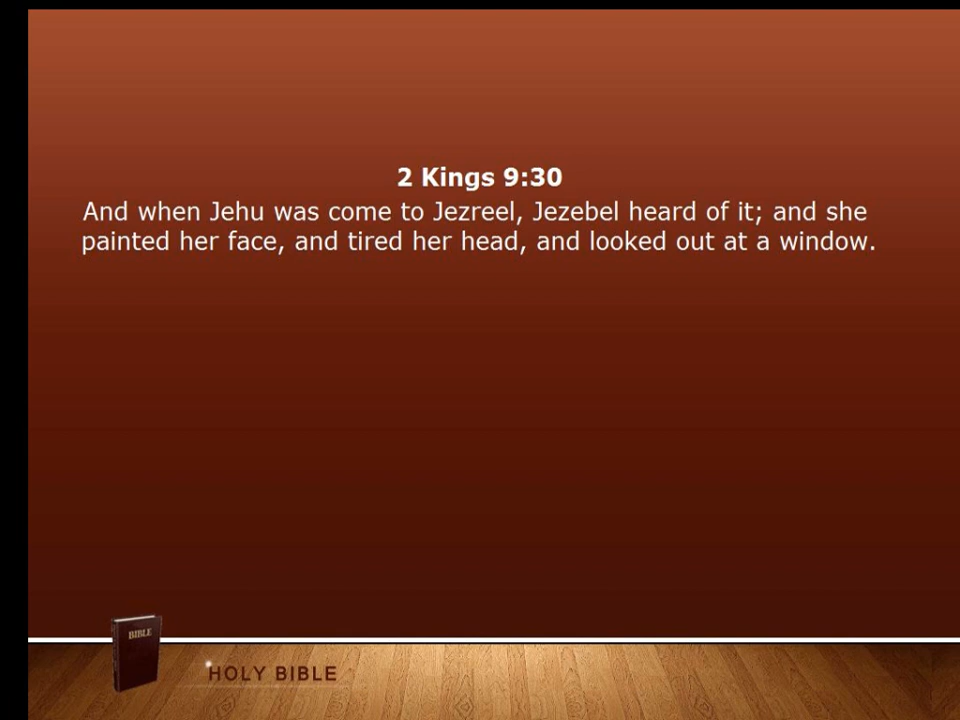 2 Kings 9:30
And when Jehu was come to Jezreel, Jezebel heard of it; and she
painted her face, and tired her head, and looked out at a window.
BIBLE
HOLY BIBLE